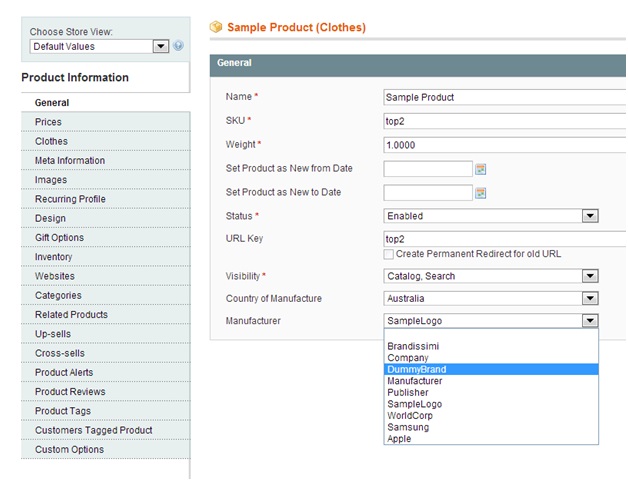 Choose Store View:
Default Values
Product Information
General
Prices
Clothes
Meta Information
Images
Recurring Profile
Design
Gift Options
Inventory
Websites
Categories
Related Products
Up-sells
Cross-sells
Product Alerts
Product Reviews
Product Tags
Customers Tagged Product
Custom Options
Sample Product (Clothes)
General
Name * Sample Product
SKU * top2
Weight * 1.0000
Set Product as New from Date
Set Product as New to Date
Status * Enabled
URL Key top2
Create Permanent Redirect for old URL
Visibility * Catalog, Search
Country of Manufacture Australia
Manufacturer SampleLogo
Brandissimi
Company
DummyBrand
Manufacturer
Publisher
SampleLogo
WorldCorp
Samsung
Apple